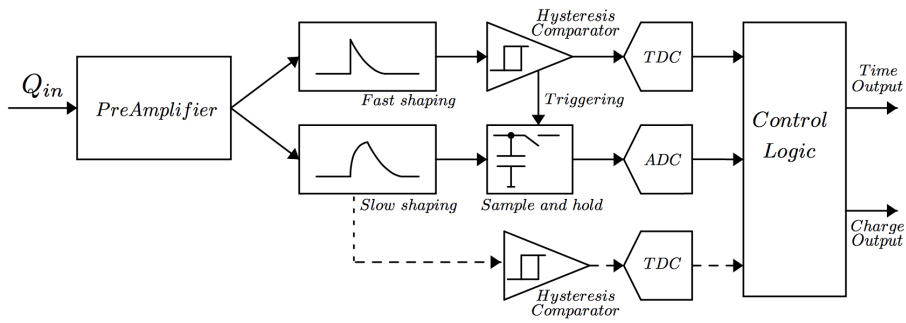 Hysteresis
Comparator
Q_in
PreAmplifier
Fast shaping
TDC
Triggering
Time
Output
Control
Logic
ADC
Slow shaping
Sample and hold
Charge
Output
TDC
Hysteresis
Comparator